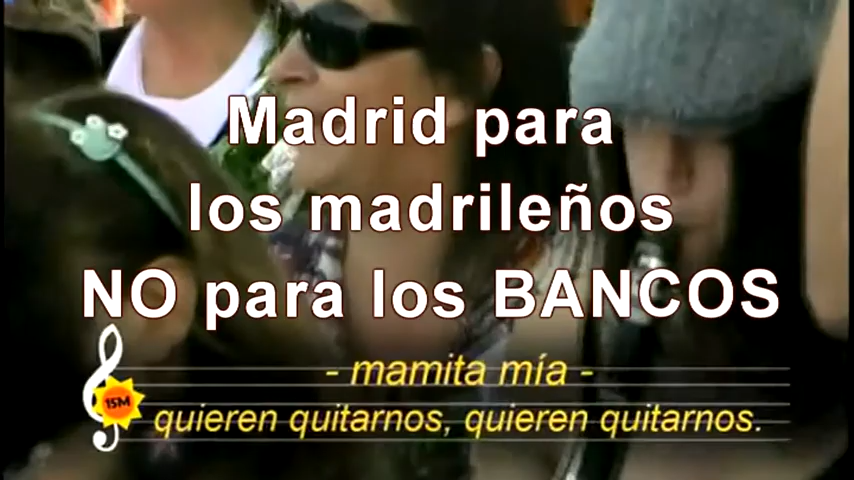 Madrid para
los madrileños
NO para los BANCOS
- mamita mía -
15M
quieren quitarnos, quieren quitarnos.